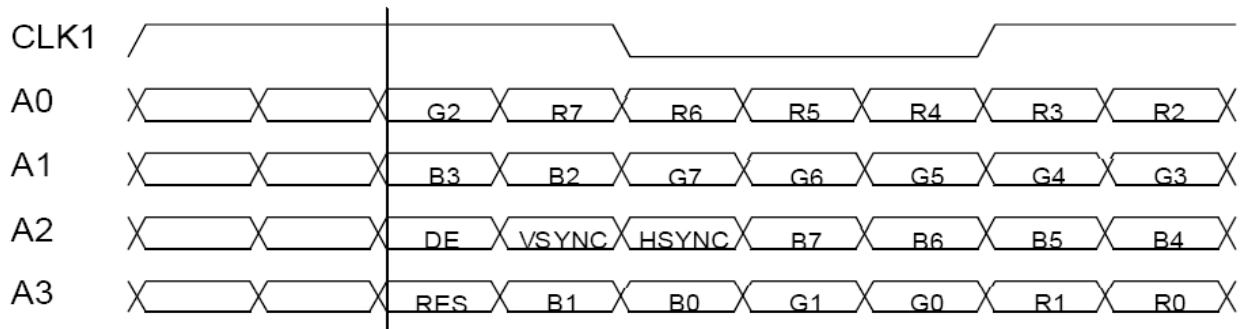 CLK1
A0 G2 R7 R6 R5 R4 R3 R2
A1 B3 B2 G7 G6 G5 G4 G3
A2 DE VSYNC HSYNC B7 B6 B5 B4
A3 RES B1 B0 G1 G0 R1 R0